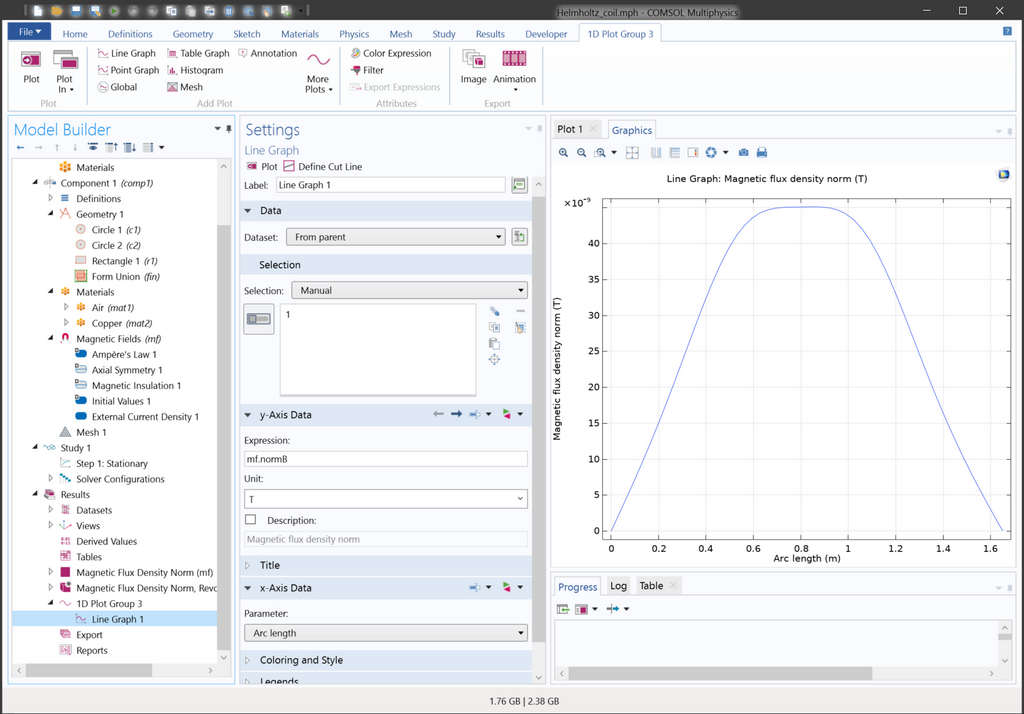 Helmholtz_coil.mph - COMSOL Multiphysics
File
Home
Definitions
Geometry
Sketch
Materials
Physics
Mesh
Study
Results
Developer
1D Plot Group 3
Plot
Plot In
Plot
Line Graph
Table Graph
Annotation
Point Graph
Histogram
Global
Mesh
More Plots
Add Plot
Color Expression
Filter
Export Expressions
Attributes
Image
Animation
Export
Model Builder
Materials
Component 1 (comp1)
Definitions
Geometry 1
Circle 1 (c1)
Circle 2 (c2)
Rectangle 1 (r1)
Form Union (fin)
Materials
Air (mat1)
Copper (mat2)
Magnetic Fields (mf)
Ampère's Law 1
Axial Symmetry 1
Magnetic Insulation 1
Initial Values 1
External Current Density 1
Mesh 1
Study 1
Step 1: Stationary
Solver Configurations
Results
Datasets
Views
Derived Values
Tables
Magnetic Flux Density Norm (mf)
Magnetic Flux Density Norm, Revo
1D Plot Group 3
Line Graph 1
Export
Reports
Settings
Line Graph
Plot
Define Cut Line
Label: Line Graph 1
Data
Dataset: From parent
Selection
Selection: Manual
1
y-Axis Data
Expression:
mf.normB
Unit:
T
Description:
Magnetic flux density norm
Title
x-Axis Data
Parameter:
Arc length
Coloring and Style
Legends
Plot 1
Graphics
Line Graph: Magnetic flux density norm (T)
×10⁻⁹
40
35
30
25
20
15
10
5
0
Magnetic flux density norm (T)
0 0.2 0.4 0.6 0.8 1 1.2 1.4 1.6
Arc length (m)
Progress
Log
Table
1.76 GB | 2.38 GB